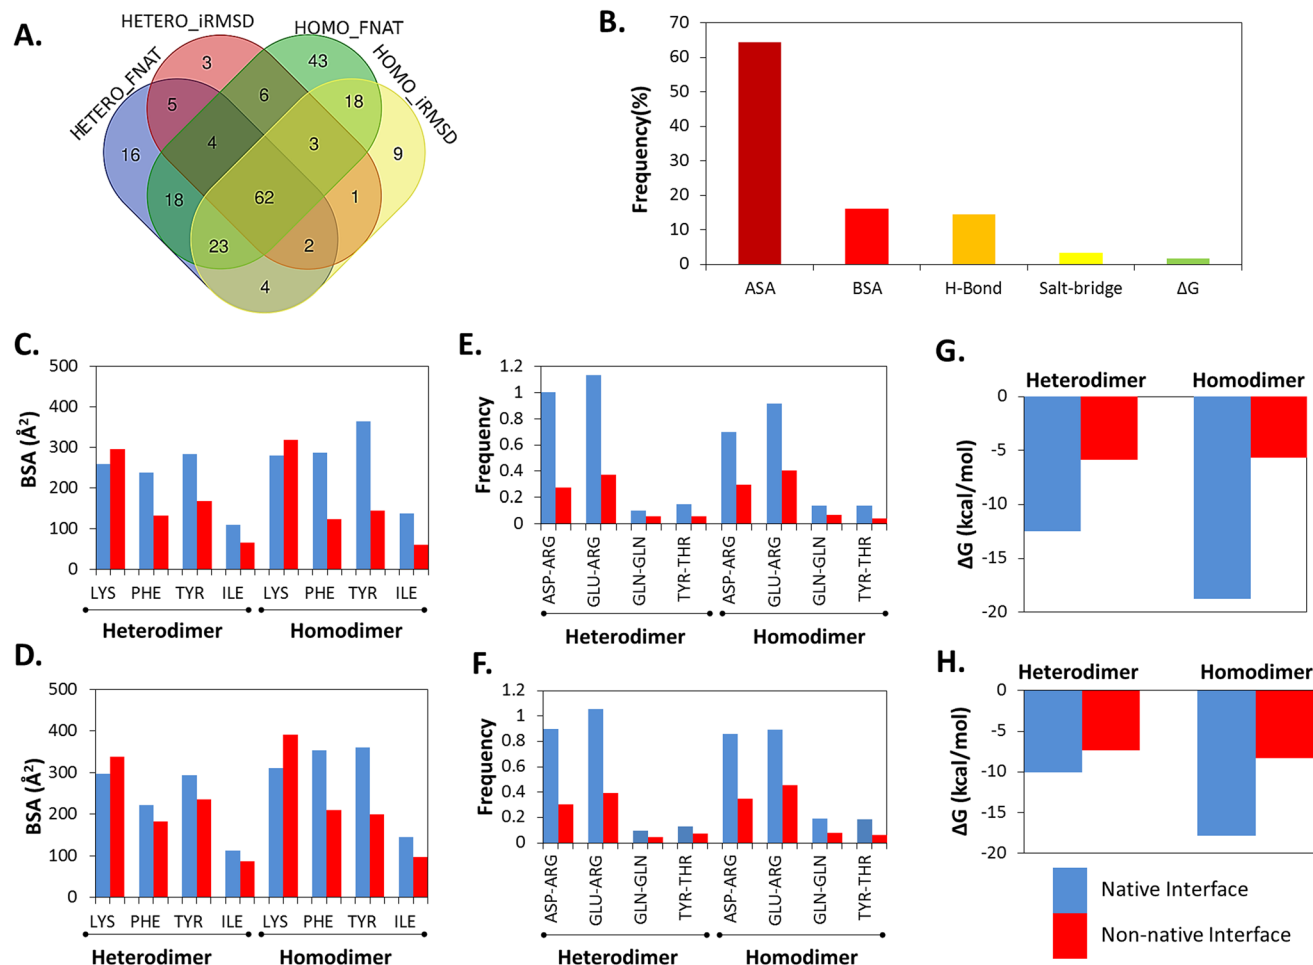 A.
HETERO_FNAT
HETERO_iRMSD
HOMO_FNAT
HOMO_iRMSD
3
43
5
6
18
16
4
3
9
18
62
1
23
2
4
B.
Frequency(%)
70
60
50
40
30
20
10
0
ASA
BSA
H-Bond
Salt-bridge
ΔG
C.
BSA (Å²)
500
400
300
200
100
0
LYS PHE TYR ILE LYS PHE TYR ILE
Heterodimer Homodimer
D.
BSA (Å²)
500
400
300
200
100
0
LYS PHE TYR ILE LYS PHE TYR ILE
Heterodimer Homodimer
E.
Frequency
1.2
1
0.8
0.6
0.4
0.2
0
ASP-ARG
GLU-ARG
GLN-GLN
TYR-THR
ASP-ARG
GLU-ARG
GLN-GLN
TYR-THR
Heterodimer Homodimer
F.
Frequency
1.2
1
0.8
0.6
0.4
0.2
0
ASP-ARG
GLU-ARG
GLN-GLN
TYR-THR
ASP-ARG
GLU-ARG
GLN-GLN
TYR-THR
Heterodimer Homodimer
G.
Heterodimer Homodimer
ΔG (kcal/mol)
0
-5
-10
-15
-20
H.
Heterodimer Homodimer
ΔG (kcal/mol)
0
-5
-10
-15
-20
Native Interface
Non-native Interface